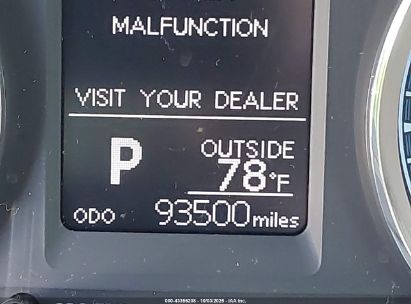 MALFUNCTION
VISIT YOUR DEALER
P
OUTSIDE
78°F
ODO 93500 miles